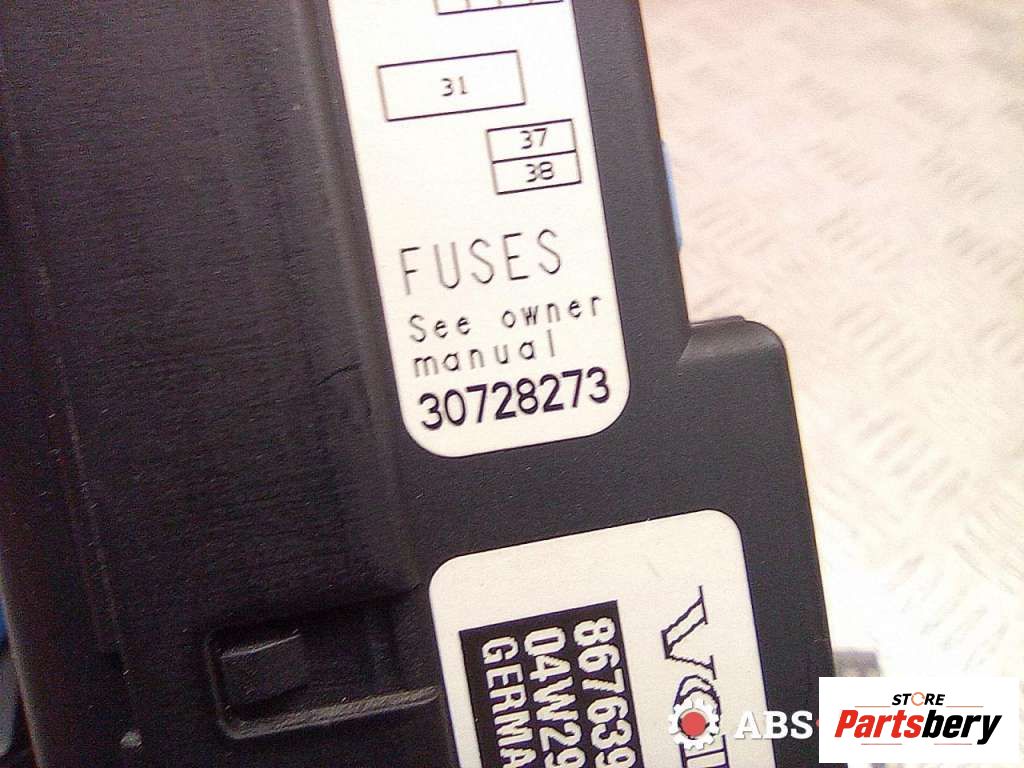 31
37
38
FUSES
See owner
manual
30728273
867639
04W29
GERMA
ABS
STORE
Partsbery